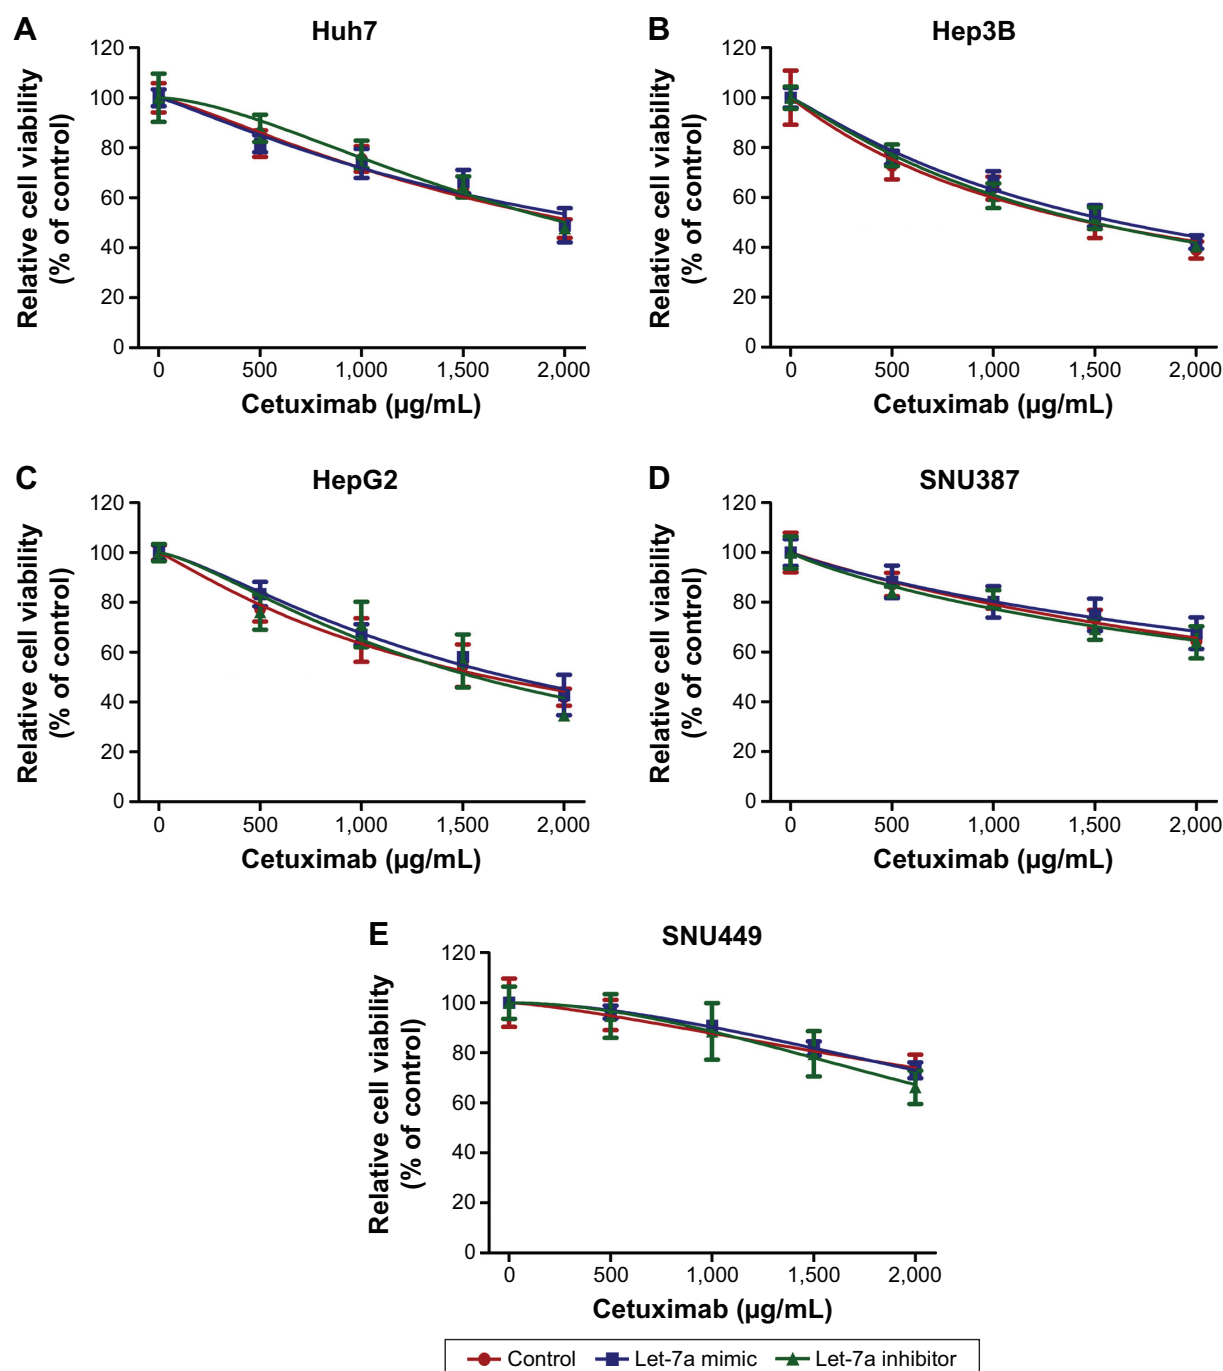 A
Huh7
Relative cell viability
(% of control)
120
100
80
60
40
20
0
0 500 1,000 1,500 2,000
Cetuximab (µg/mL)
B
Hep3B
Relative cell viability
(% of control)
120
100
80
60
40
20
0
0 500 1,000 1,500 2,000
Cetuximab (µg/mL)
C
HepG2
Relative cell viability
(% of control)
120
100
80
60
40
20
0
0 500 1,000 1,500 2,000
Cetuximab (µg/mL)
D
SNU387
Relative cell viability
(% of control)
120
100
80
60
40
20
0
0 500 1,000 1,500 2,000
Cetuximab (µg/mL)
E
SNU449
Relative cell viability
(% of control)
120
100
80
60
40
20
0
0 500 1,000 1,500 2,000
Cetuximab (µg/mL)
Control Let-7a mimic Let-7a inhibitor